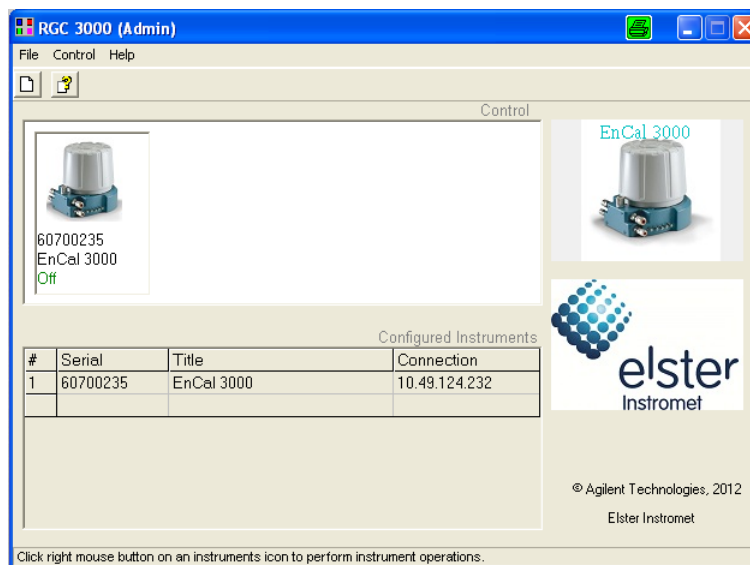 RGC 3000 (Admin)
File Control Help
Control
60700235
EnCal 3000
Off
EnCal 3000
Configured Instruments
# Serial Title Connection
1 60700235 EnCal 3000 10.49.124.232
elster
Instromet
© Agilent Technologies, 2012
Elster Instromet
Click right mouse button on an instruments icon to perform instrument operations.